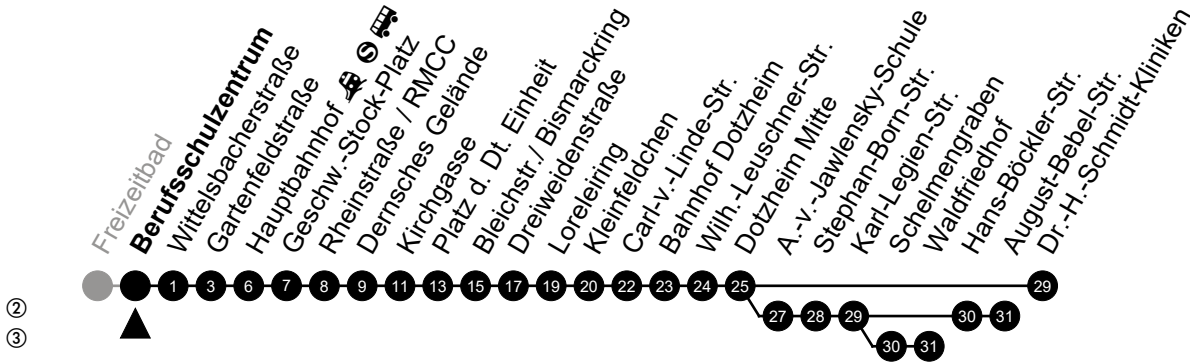 Freizeitbad
Berufsschulzentrum
Wittelsbacherstraße
Gartenfeldstraße
Hauptbahnhof S
Geschw.-Stock-Platz
Rheinstraße / RMCC
Dernsches Gelände
Kirchgasse
Platz d. Dt. Einheit
Bleichstr./ Bismarckring
Dreiweidenstraße
Loreleiring
Kleinfeldchen
Carl-v.-Linde-Str.
Bahnhof Dotzheim
Wilh.-Leuschner-Str.
Dotzheim Mitte
A.-v.-Jawlensky-Schule
Stephan-Born-Str.
Karl-Legien-Str.
Schelmengraben
Waldfriedhof
Hans-Böckler-Str.
August-Bebel-Str.
Dr.-H.-Schmidt-Kliniken
1 3 6 7 8 9 11 13 15 17 19 20 22 23 24 25 29
② 27 28 29 30 31
③ 30 31